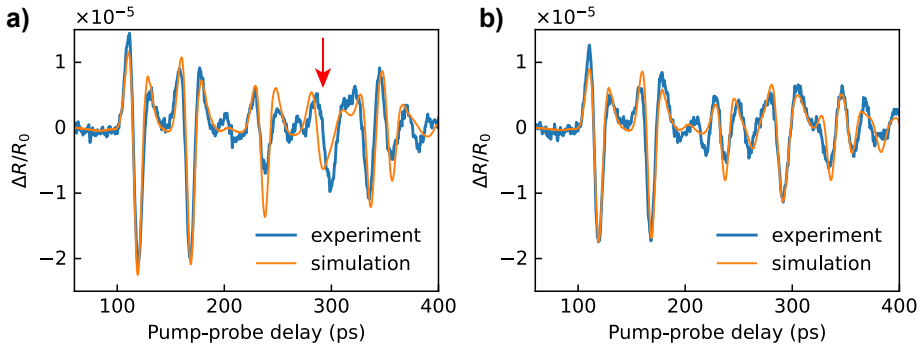 a)
×10⁻⁵
1
0
−1
−2
ΔR/R₀
100
200
300
400
Pump-probe delay (ps)
experiment
simulation
b)
×10⁻⁵
1
0
−1
−2
ΔR/R₀
100
200
300
400
Pump-probe delay (ps)
experiment
simulation